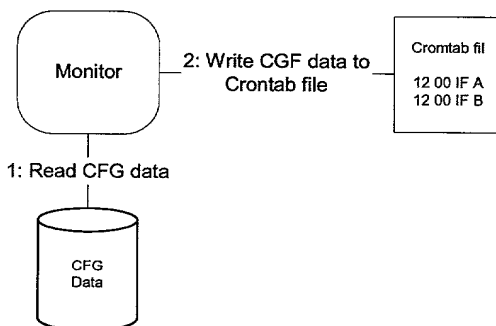 Monitor
2: Write CGF data to
Crontab file
Cromtab fil
12 00 IF A
12 00 IF B
1: Read CFG data
CFG
Data